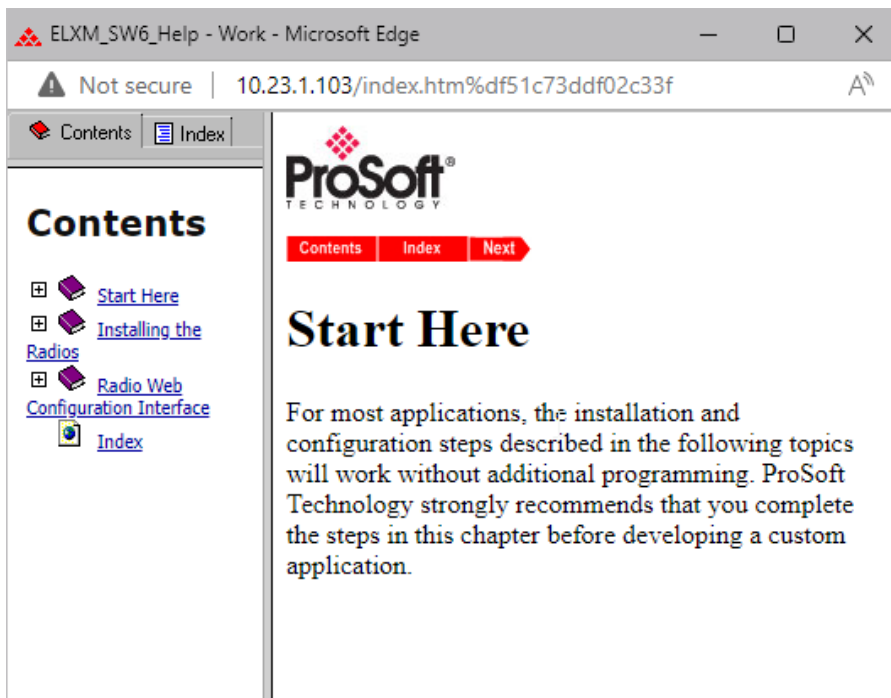 ELXM_SW6_Help - Work - Microsoft Edge
Not secure | 10.23.1.103/index.htm%df51c73ddf02c33f
Contents Index
Contents
Start Here
Installing the
Radios
Radio Web
Configuration Interface
Index
ProSoft®
TECHNOLOGY
Contents Index Next
Start Here
For most applications, the installation and
configuration steps described in the following topics
will work without additional programming. ProSoft
Technology strongly recommends that you complete
the steps in this chapter before developing a custom
application.